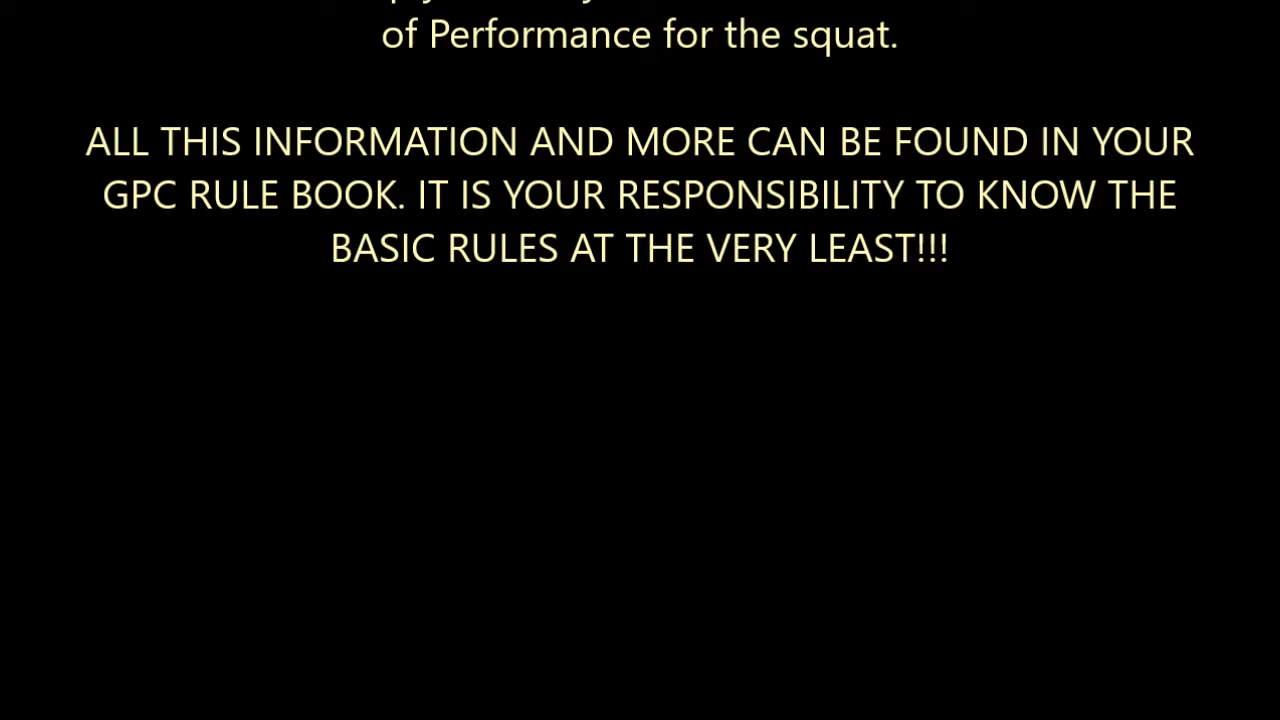 of Performance for the squat.
ALL THIS INFORMATION AND MORE CAN BE FOUND IN YOUR
GPC RULE BOOK. IT IS YOUR RESPONSIBILITY TO KNOW THE
BASIC RULES AT THE VERY LEAST!!!